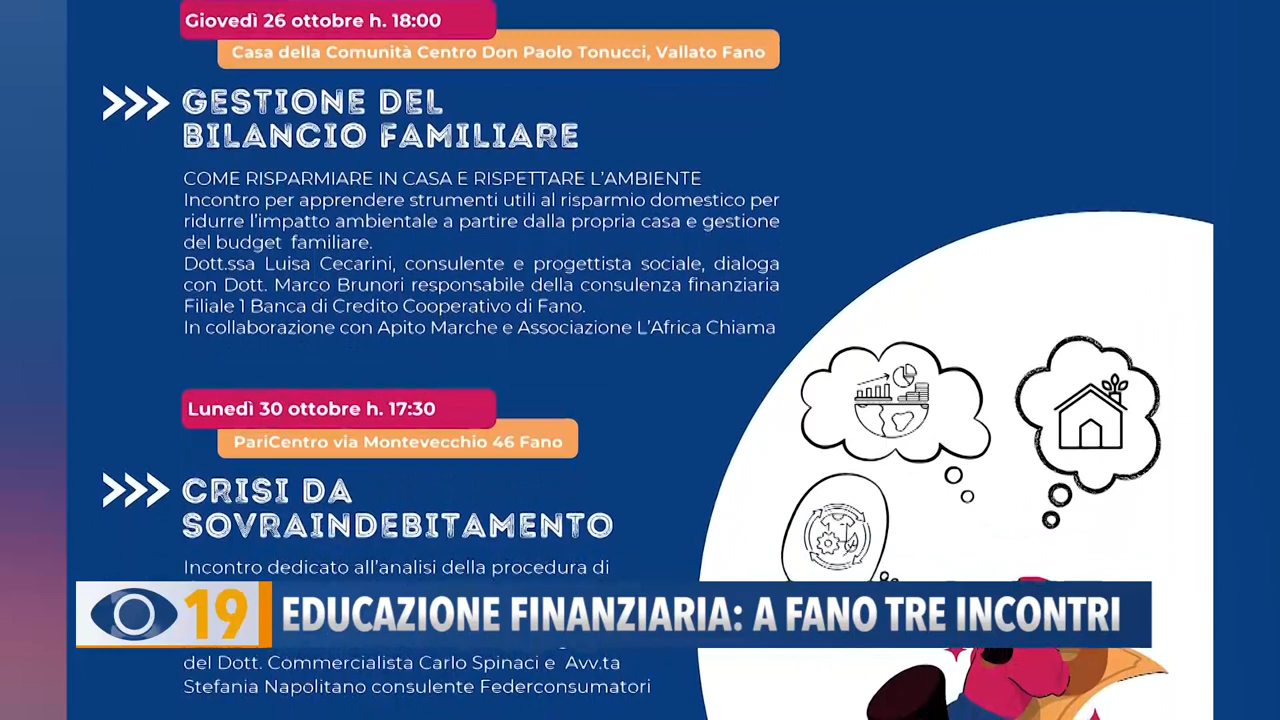 Giovedì 26 ottobre h. 18:00
Casa della Comunità Centro Don Paolo Tonucci, Vallato Fano
>>> GESTIONE DEL
BILANCIO FAMILIARE
COME RISPARMIARE IN CASA E RISPETTARE L'AMBIENTE
Incontro per apprendere strumenti utili al risparmio domestico per
ridurre l'impatto ambientale a partire dalla propria casa e gestione
del budget familiare.
Dott.ssa Luisa Cecarini, consulente e progettista sociale, dialoga
con Dott. Marco Brunori responsabile della consulenza finanziaria
Filiale 1 Banca di Credito Cooperativo di Fano.
In collaborazione con Apito Marche e Associazione L'Africa Chiama
Lunedì 30 ottobre h. 17:30
PariCentro via Montevecchio 46 Fano
>>> CRISI DA
SOVRAINDEBITAMENTO
Incontro dedicato all'analisi della procedura di
19 EDUCAZIONE FINANZIARIA: A FANO TRE INCONTRI
del Dott. Commercialista Carlo Spinaci e Avv.ta
Stefania Napolitano consulente Federconsumatori